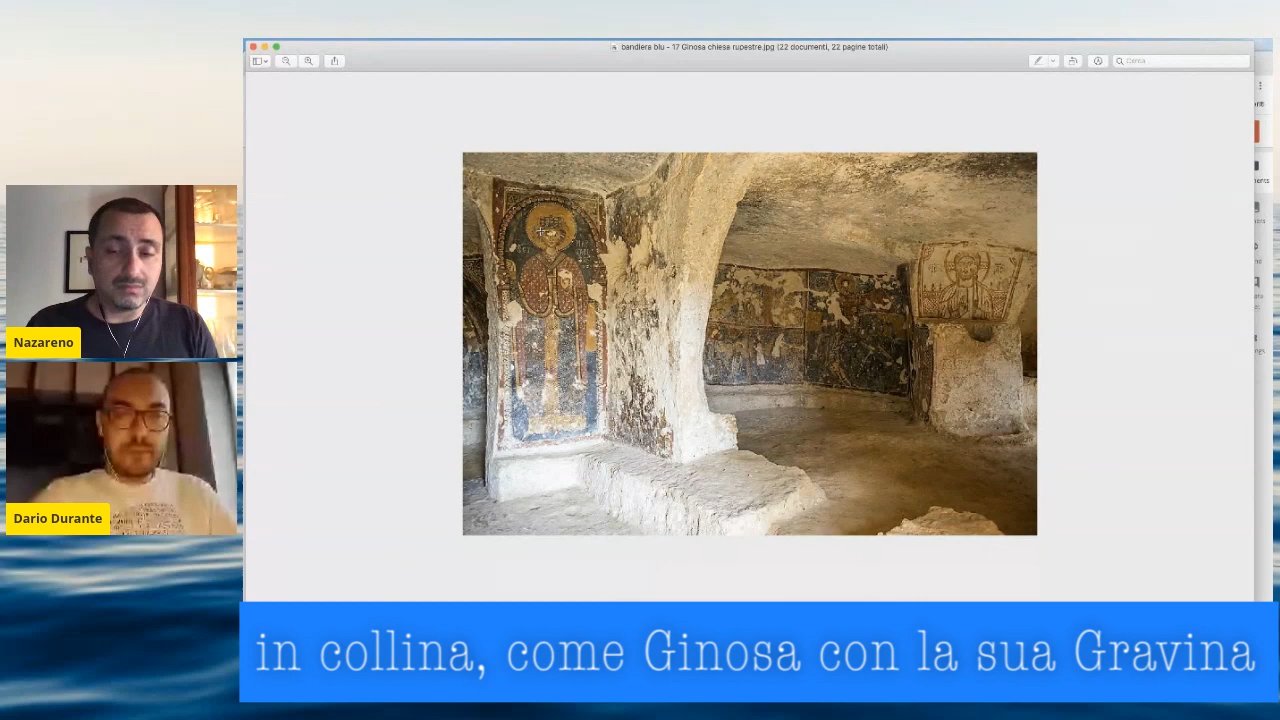 bandiera blu - 17 Ginosa chiesa rupestre.jpg (22 documenti, 22 pagine totali)
Cerca
Nazareno
Dario Durante
in collina, come Ginosa con la sua Gravina